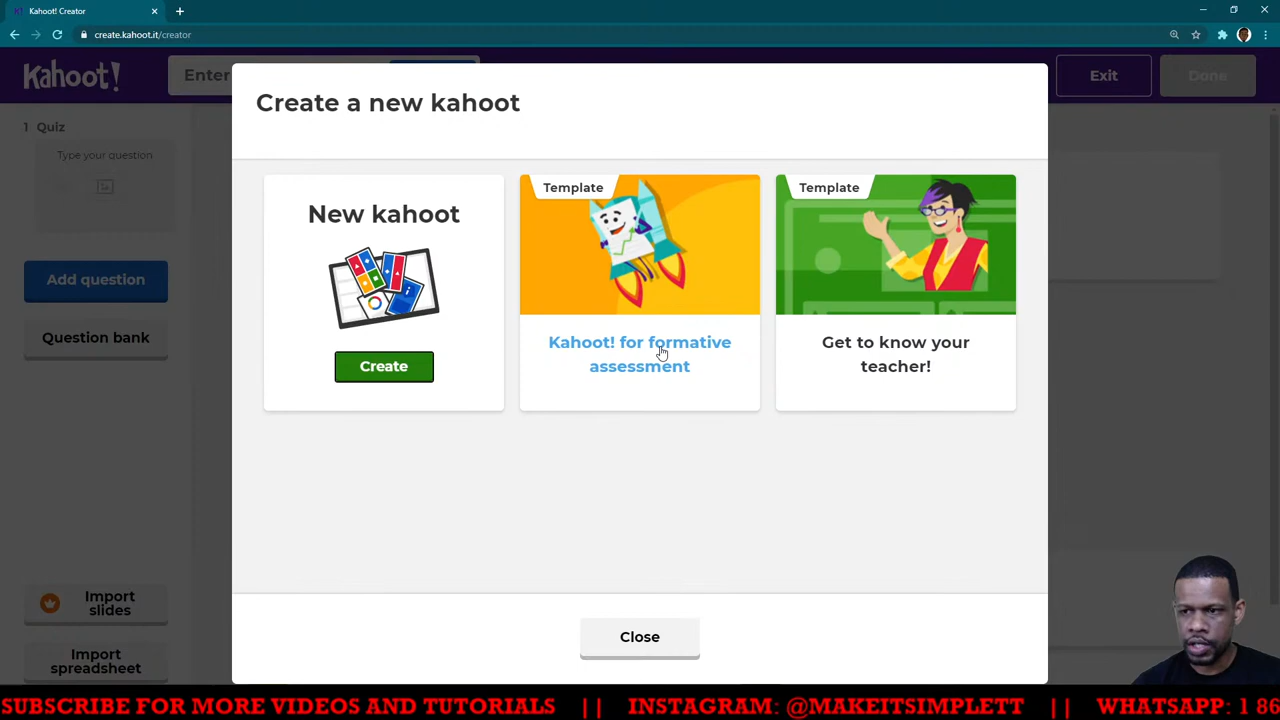 Kahoot! Creator
create.kahoot.it/creator
Kahoot!
Enter
Exit
Done
1 Quiz
Type your question
Add question
Question bank
Import
slides
Import
spreadsheet
Create a new kahoot
New kahoot
Create
Template
Kahoot! for formative
assessment
Template
Get to know your
teacher!
Close
SUBSCRIBE FOR MORE VIDEOS AND TUTORIALS || INSTAGRAM: @MAKEITSIMPLETT || WHATSAPP: 1 86